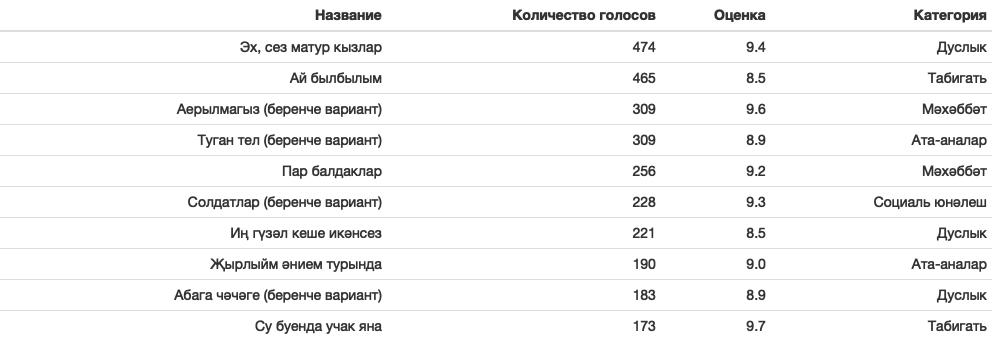 Название Количество голосов Оценка Категория
Эх, сез матур кызлар 474 9.4 Дуслык
Ай былбылым 465 8.5 Табигать
Аерылмагыз (беренче вариант) 309 9.6 Мәхәббәт
Туган тел (беренче вариант) 309 8.9 Ата-аналар
Пар балдаклар 256 9.2 Мәхәббәт
Солдатлар (беренче вариант) 228 9.3 Социаль юнәлеш
Иң гүзәл кеше икәнсез 221 8.5 Дуслык
Җырлыйм әнием турында 190 9.0 Ата-аналар
Абага чәчәге (беренче вариант) 183 8.9 Дуслык
Су буенда учак яна 173 9.7 Табигать